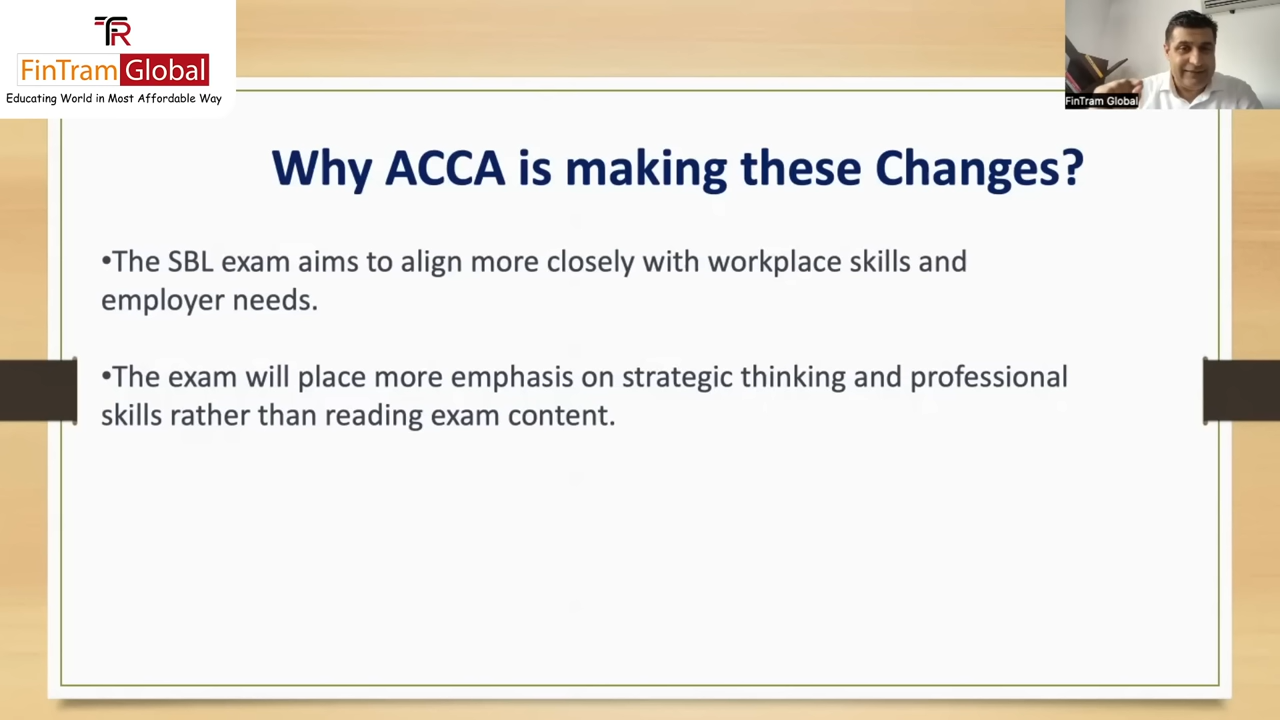 TR
FinTram Global
Educating World in Most Affordable Way
FinTram Global
Why ACCA is making these Changes?
•The SBL exam aims to align more closely with workplace skills and
employer needs.
•The exam will place more emphasis on strategic thinking and professional
skills rather than reading exam content.